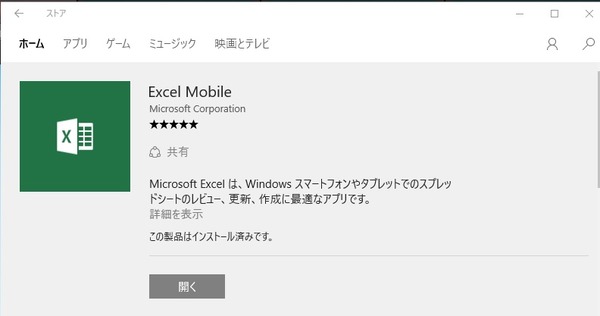 ストア
ホーム アプリ ゲーム ミュージック 映画とテレビ
Excel Mobile
Microsoft Corporation
★★★★★
共有
Microsoft Excel は、Windows スマートフォンやタブレットでのスプレッ
ドシートのレビュー、更新、作成に最適なアプリです。
詳細を表示
この製品はインストール済みです。
開く